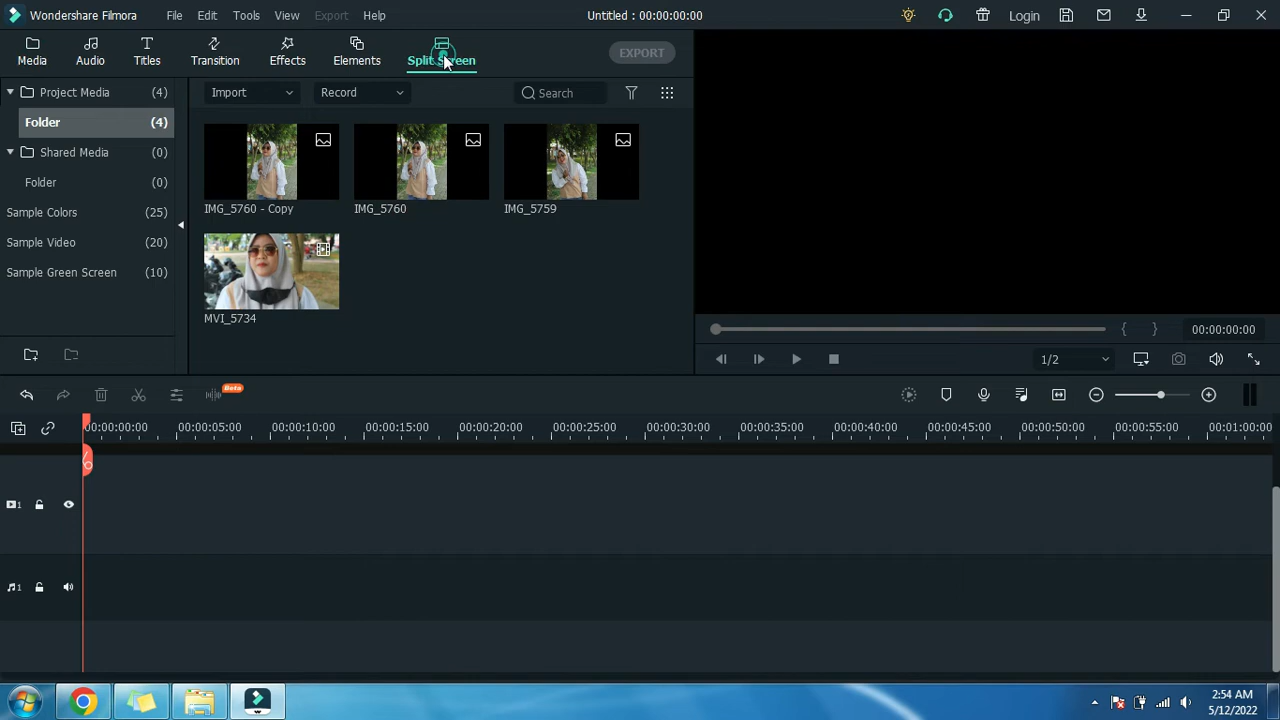 Wondershare Filmora
File Edit Tools View Export Help
Untitled : 00:00:00:00
Login
Media Audio Titles Transition Effects Elements Split Screen
EXPORT
Project Media (4)
Folder (4)
Shared Media (0)
Folder (0)
Sample Colors (25)
Sample Video (20)
Sample Green Screen (10)
Import Record Search
IMG_5760 - Copy IMG_5760 IMG_5759
MVI_5734
00:00:00:00
1/2
Beta
00:00:00:00 00:00:05:00 00:00:10:00 00:00:15:00 00:00:20:00 00:00:25:00 00:00:30:00 00:00:35:00 00:00:40:00 00:00:45:00 00:00:50:00 00:00:55:00 00:01:00:00
1
1
2:54 AM
5/12/2022